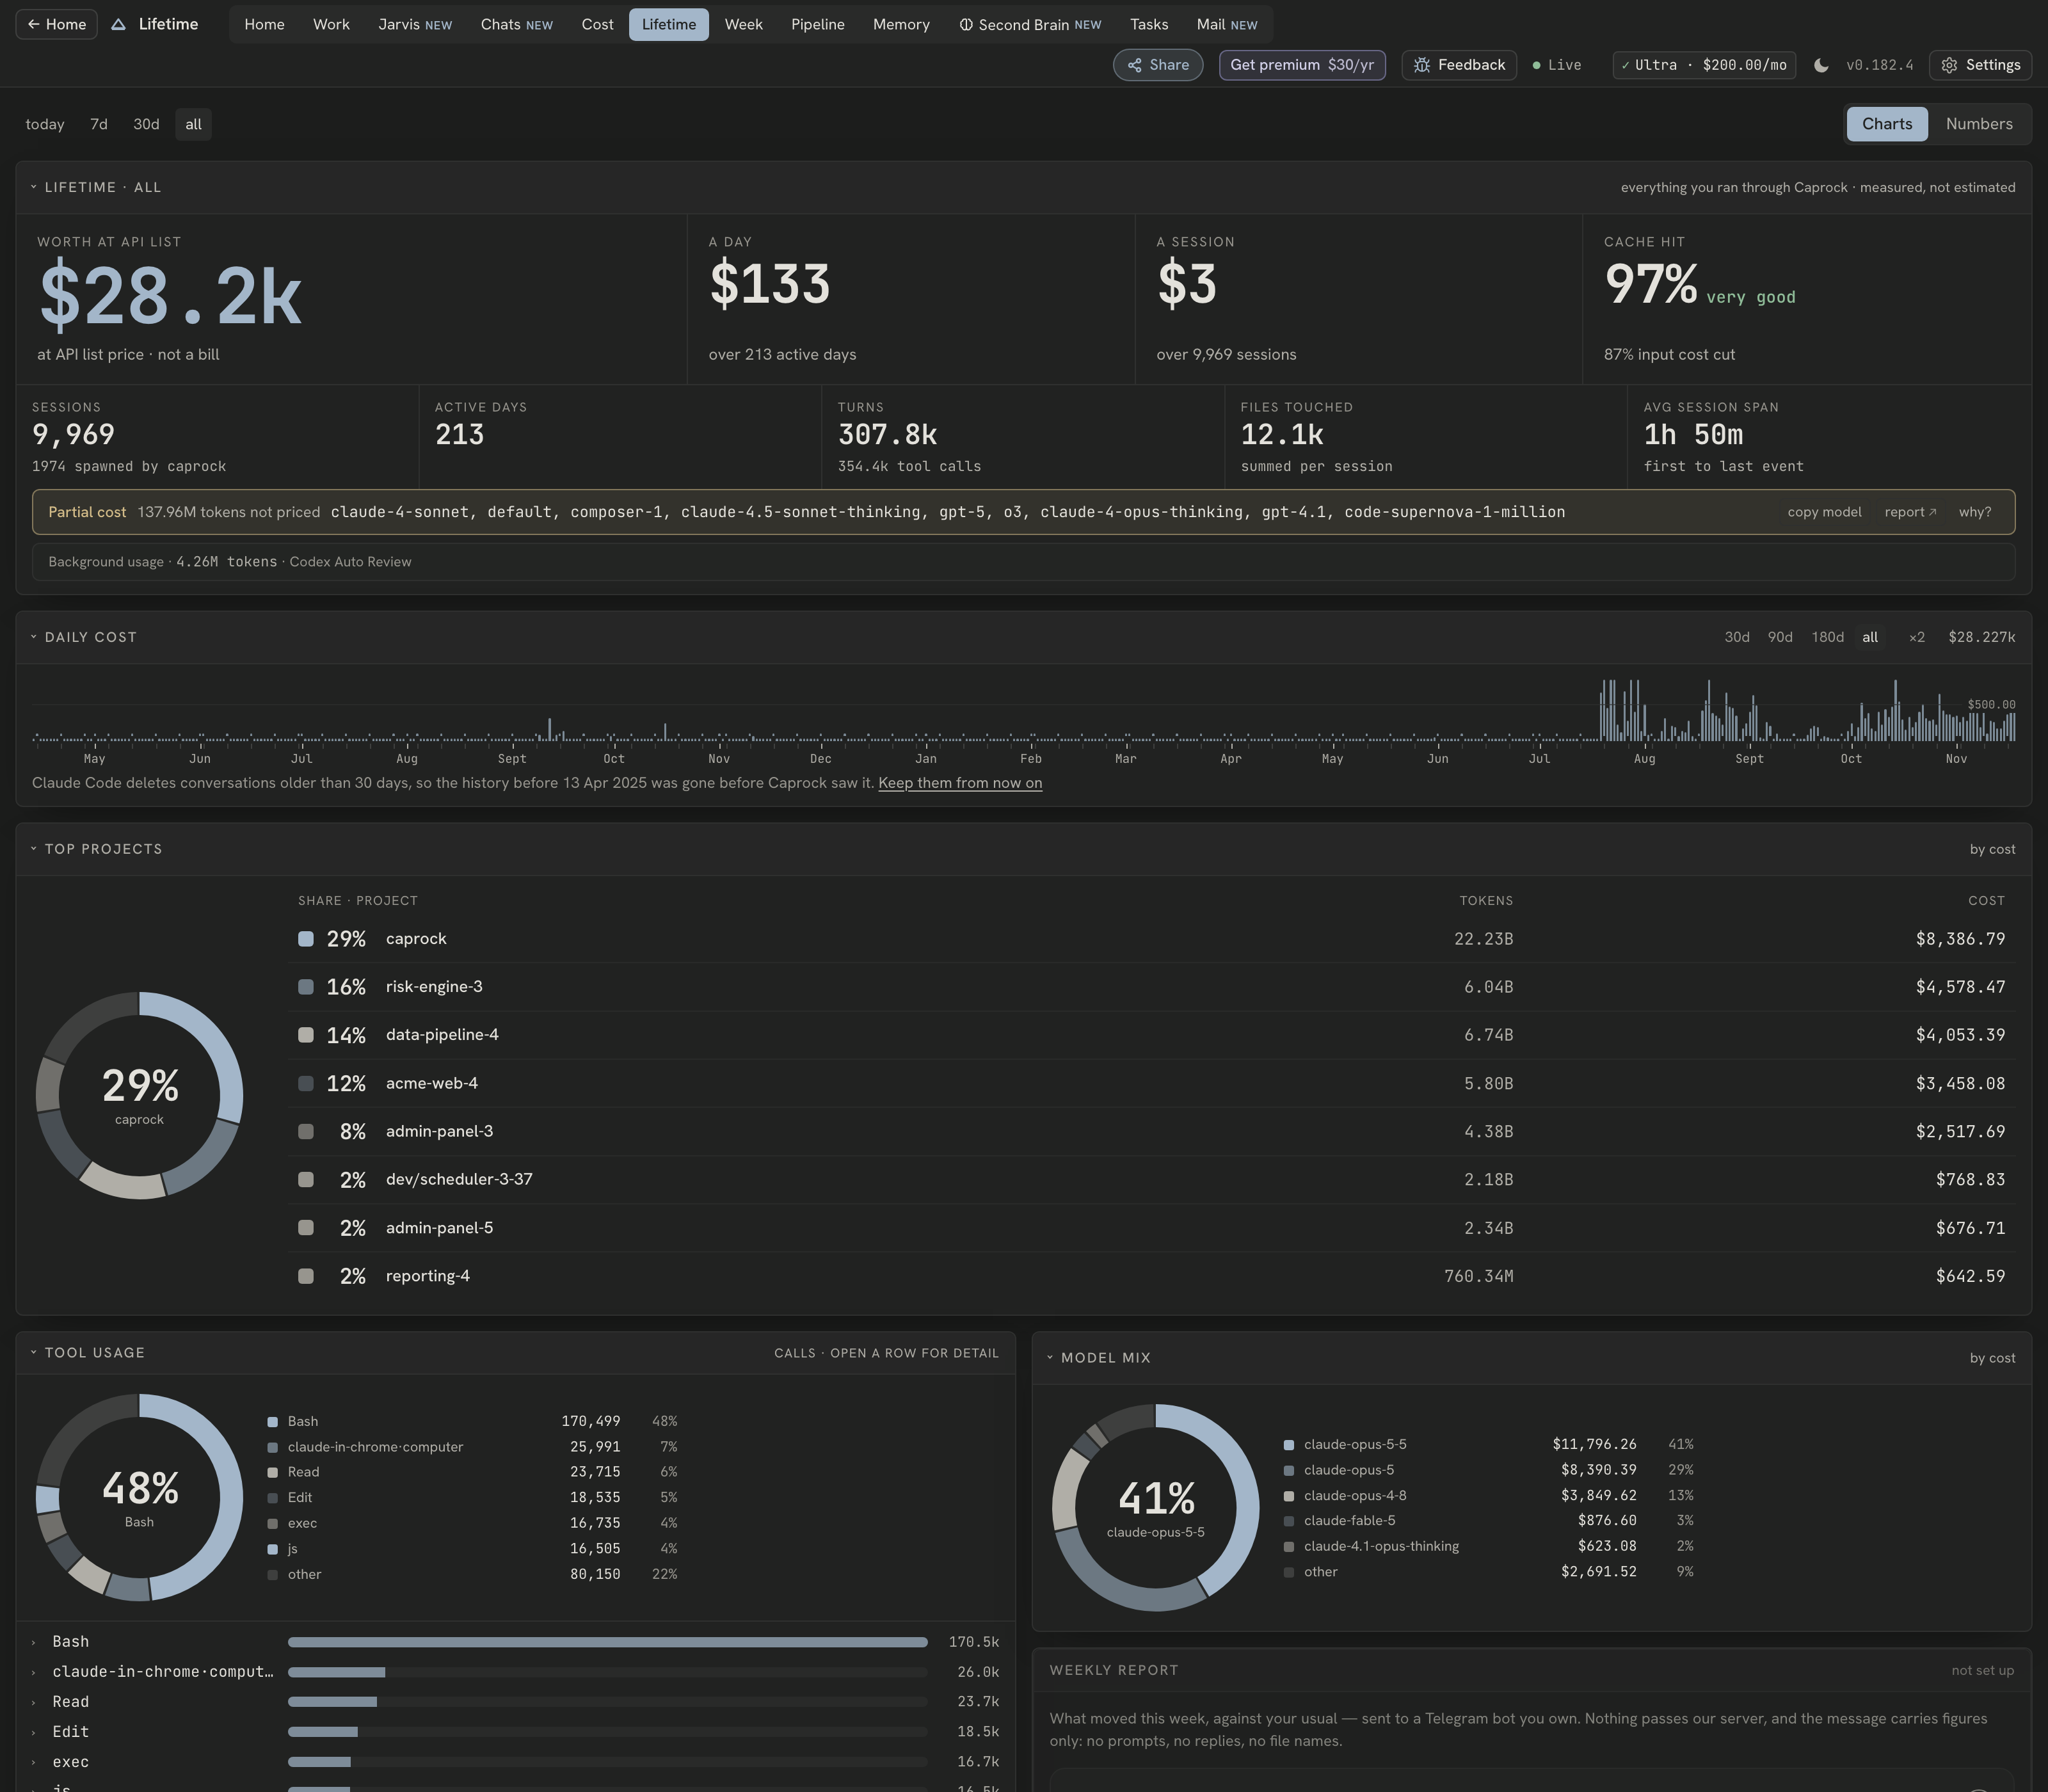 ← Home Lifetime Home Work Jarvis NEW Chats NEW Cost Lifetime Week Pipeline Memory Second Brain NEW Tasks Mail NEW
Share Get premium $30/yr Feedback Live ✓ Ultra · $200.00/mo v0.182.4 Settings
today 7d 30d all Charts Numbers
LIFETIME · ALL everything you ran through Caprock · measured, not estimated
WORTH AT API LIST A DAY A SESSION CACHE HIT
$28.2k $133 $3 97% very good
at API list price · not a bill over 213 active days over 9,969 sessions 87% input cost cut
SESSIONS ACTIVE DAYS TURNS FILES TOUCHED AVG SESSION SPAN
9,969 213 307.8k 12.1k 1h 50m
1974 spawned by caprock 354.4k tool calls summed per session first to last event
Partial cost 137.96M tokens not priced claude-4-sonnet, default, composer-1, claude-4.5-sonnet-thinking, gpt-5, o3, claude-4-opus-thinking, gpt-4.1, code-supernova-1-million copy model report ↗ why?
Background usage · 4.26M tokens · Codex Auto Review
DAILY COST 30d 90d 180d all ×2 $28.227k
$500.00
May Jun Jul Aug Sept Oct Nov Dec Jan Feb Mar Apr May Jun Jul Aug Sept Oct Nov
Claude Code deletes conversations older than 30 days, so the history before 13 Apr 2025 was gone before Caprock saw it. Keep them from now on
TOP PROJECTS by cost
SHARE · PROJECT TOKENS COST
29% caprock 22.23B $8,386.79
16% risk-engine-3 6.04B $4,578.47
14% data-pipeline-4 6.74B $4,053.39
12% acme-web-4 5.80B $3,458.08
29%
caprock
8% admin-panel-3 4.38B $2,517.69
2% dev/scheduler-3-37 2.18B $768.83
2% admin-panel-5 2.34B $676.71
2% reporting-4 760.34M $642.59
TOOL USAGE CALLS · OPEN A ROW FOR DETAIL
48%
Bash
Bash 170,499 48%
claude-in-chrome·computer 25,991 7%
Read 23,715 6%
Edit 18,535 5%
exec 16,735 4%
js 16,505 4%
other 80,150 22%
Bash 170.5k
claude-in-chrome·comput… 26.0k
Read 23.7k
Edit 18.5k
exec 16.7k
js 16.5k
MODEL MIX by cost
41%
claude-opus-5-5
claude-opus-5-5 $11,796.26 41%
claude-opus-5 $8,390.39 29%
claude-opus-4-8 $3,849.62 13%
claude-fable-5 $876.60 3%
claude-4.1-opus-thinking $623.08 2%
other $2,691.52 9%
WEEKLY REPORT not set up
What moved this week, against your usual — sent to a Telegram bot you own. Nothing passes our server, and the message carries figures
only: no prompts, no replies, no file names.